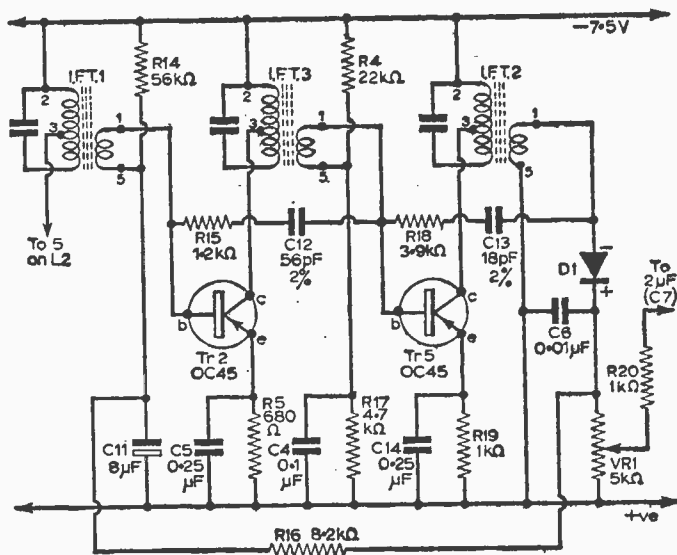 −7·5V
I.F.T.1
R14
56kΩ
I.F.T.3
R4
22kΩ
I.F.T.2
2
3
1
5
2
3
1
5
2
3
1
5
To 5
on L2
R15
1·2kΩ
C12
56pF
2%
R18
3·9kΩ
C13
18pF
2%
D1
−
+
To
2μF
(C7)
b
c
e
Tr2
OC45
b
c
e
Tr5
OC45
C6
0·01μF
R20
1kΩ
C11
8μF
C5
0·25
μF
R5
680
Ω
C4
0·1
μF
R17
4·7
kΩ
C14
0·25
μF
R19
1kΩ
VR1
5kΩ
+ve
R16 8·2kΩ